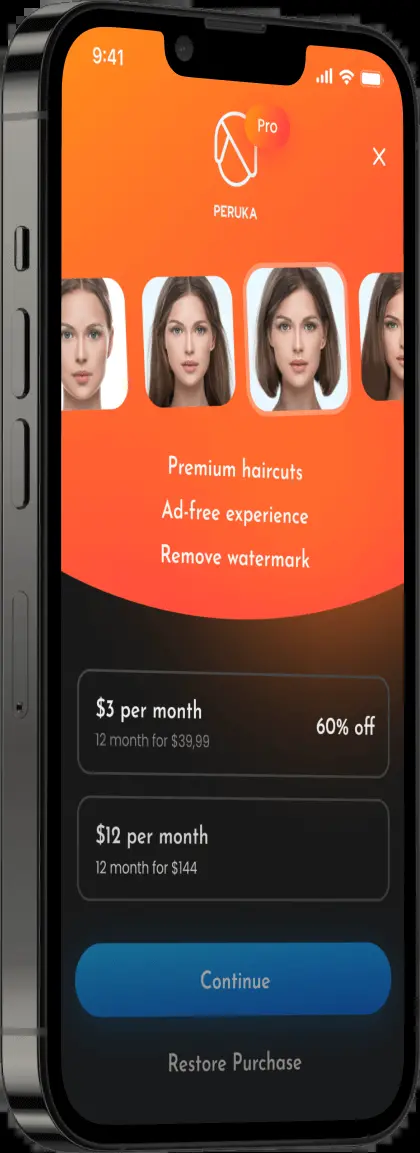 9:41
Pro
PERUKA
Premium haircuts
Ad-free experience
Remove watermark
$3 per month
12 month for $39,99
60% off
$12 per month
12 month for $144
Continue
Restore Purchase